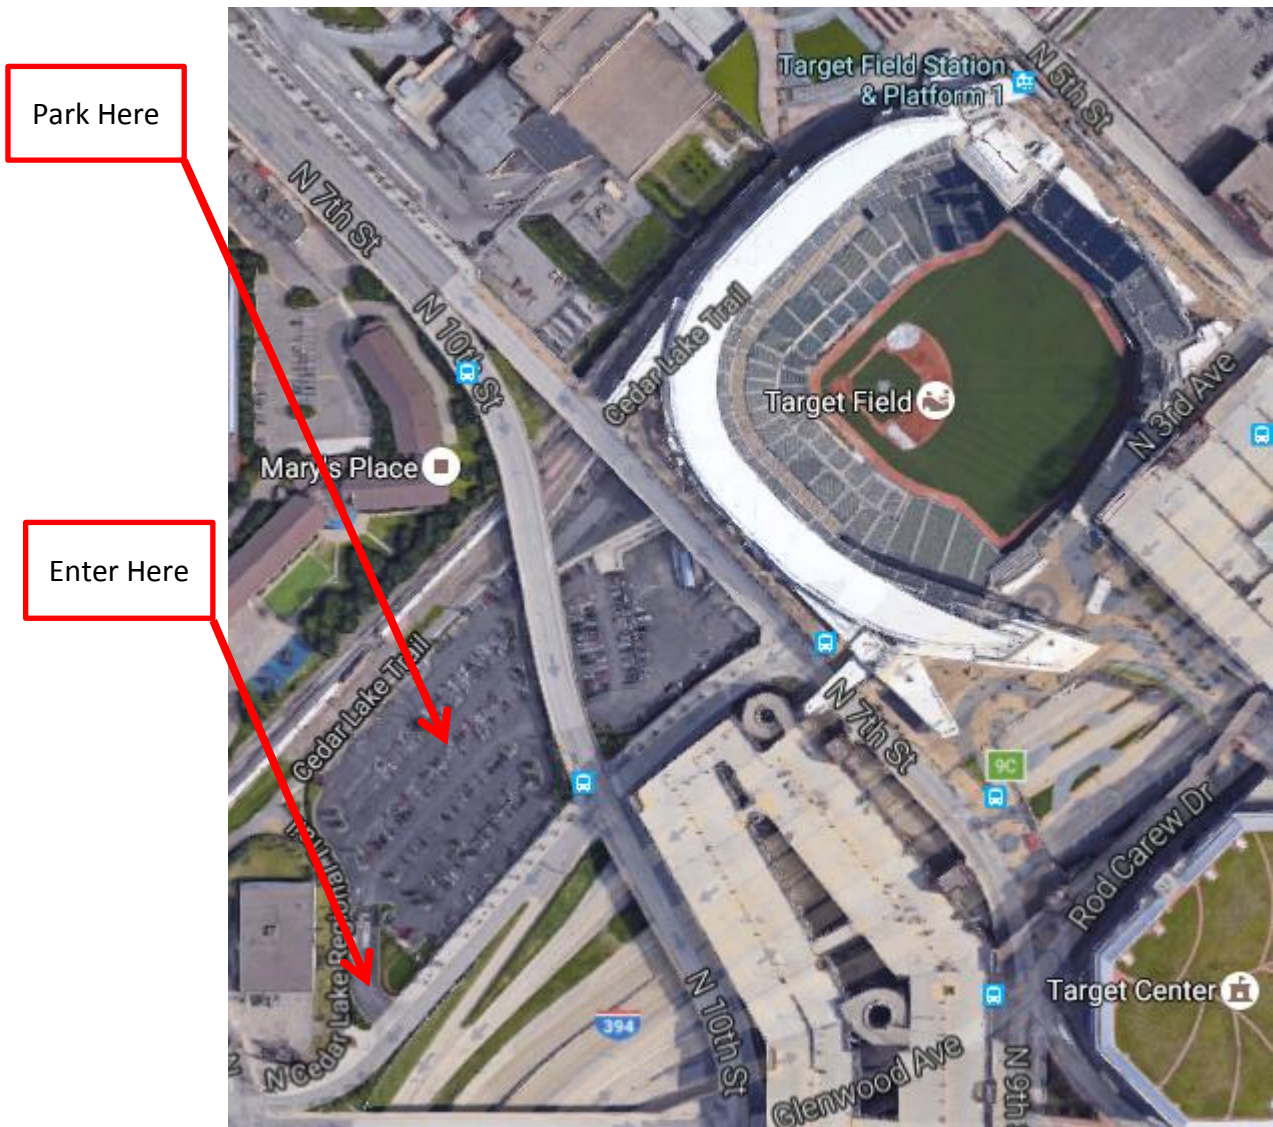 Park Here
Enter Here
Target Field Station
& Platform 1
N 5th St
N 7th St
N 10th St
Cedar Lake Trail
Target Field
N 3rd Ave
Mary's Place
Cedar Lake Trail
N 7th St
9C
Rod Carew Dr
N Cedar Lake Regional
394
N 10th St
Target Center
Glenwood Ave
N 9th